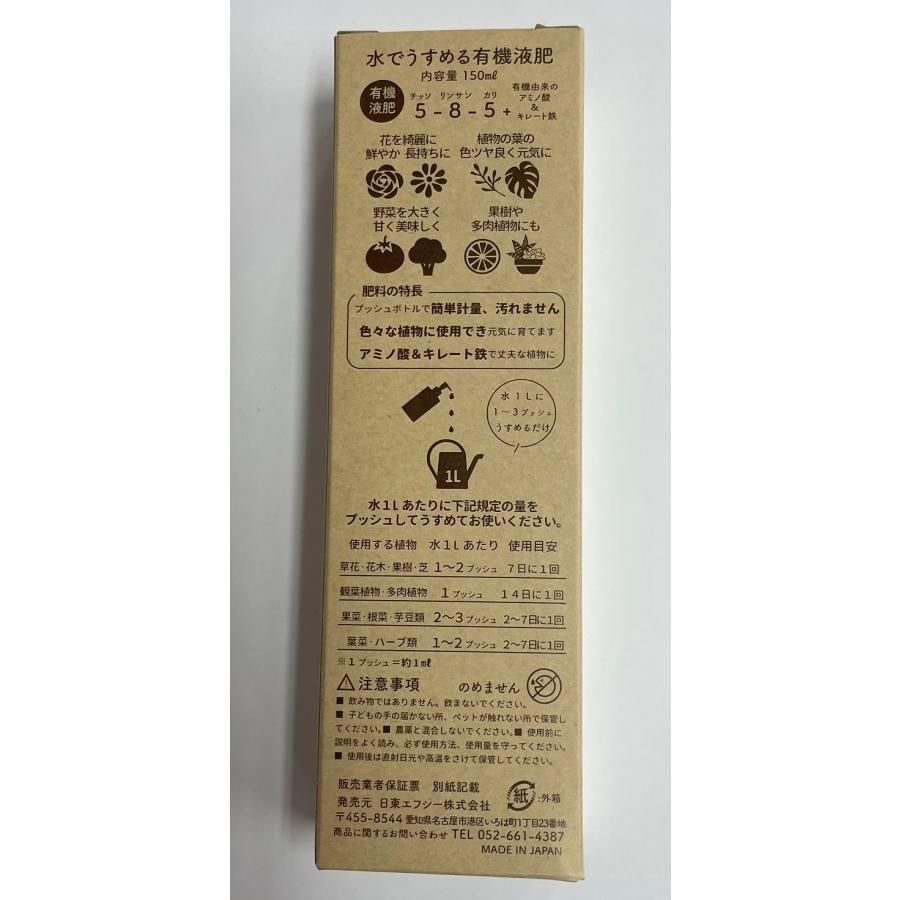 水でうすめる有機液肥
内容量 150㎖
有機
液肥
チッソ リンサン カリ
5-8-5+
有機由来の
アミノ酸
&
キレート鉄
花を綺麗に
鮮やか 長持ちに
植物の葉の
色ツヤ良く元気に
野菜を大きく
甘く美味しく
果樹や
多肉植物にも
肥料の特長
プッシュボトルで簡単計量、汚れません
色々な植物に使用でき元気に育てます
アミノ酸&キレート鉄で丈夫な植物に
水1Lに
1〜3プッシュ
うすめるだけ
1L
水1Lあたりに下記規定の量を
プッシュしてうすめてお使いください。
使用する植物 水1Lあたり 使用目安
草花・花木・果樹・芝 1〜2プッシュ 7日に1回
観葉植物・多肉植物 1プッシュ 14日に1回
果菜・根菜・芋豆類 2〜3プッシュ 2〜7日に1回
葉菜・ハーブ類 1〜2プッシュ 2〜7日に1回
※1プッシュ=約1㎖
注意事項 のめません
■ 飲み物ではありません。飲まないでください。
■ 子どもの手の届かない所、ペットが触れない所で保管し
てください。■ 農薬と混合しないでください。■ 使用前に
説明をよく読み、必ず使用方法、使用量を守ってください。
■ 使用後は直射日光や高温をさけて保管してください。
販売業者保証票 別紙記載
紙:外箱
発売元 日東エフシー株式会社
〒455-8544 愛知県名古屋市港区いろは町1丁目23番地
商品に関するお問い合わせ TEL 052-661-4387
MADE IN JAPAN